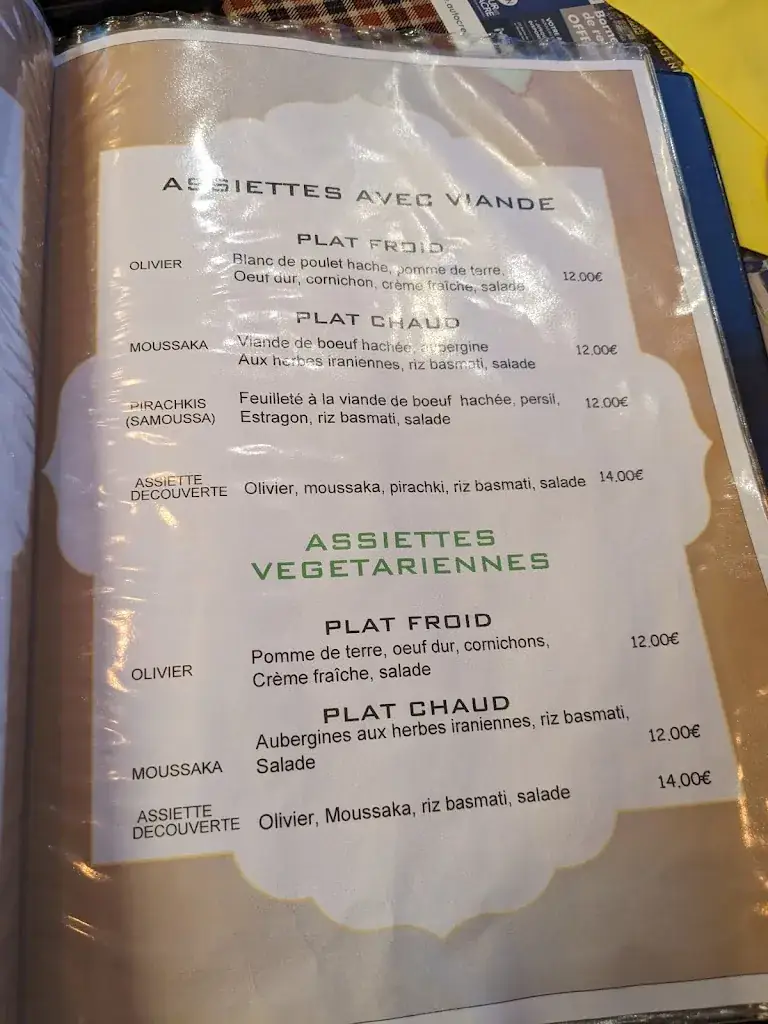 ASSIETTES AVEC VIANDE
PLAT FROID
OLIVIER Blanc de poulet hache, pomme de terre, 12.00€
Oeuf dur, cornichon, crème fraîche, salade
PLAT CHAUD
MOUSSAKA Viande de boeuf hachée, aubergine 12.00€
Aux herbes iraniennes, riz basmati, salade
PIRACHKIS Feuilleté à la viande de boeuf hachée, persil, 12.00€
(SAMOUSSA) Estragon, riz basmati, salade
ASSIETTE
DECOUVERTE Olivier, moussaka, pirachki, riz basmati, salade 14.00€
ASSIETTES
VEGETARIENNES
PLAT FROID
OLIVIER Pomme de terre, oeuf dur, cornichons, 12.00€
Crème fraîche, salade
PLAT CHAUD
Aubergines aux herbes iraniennes, riz basmati, 12.00€
MOUSSAKA Salade
ASSIETTE
DECOUVERTE Olivier, Moussaka, riz basmati, salade 14.00€